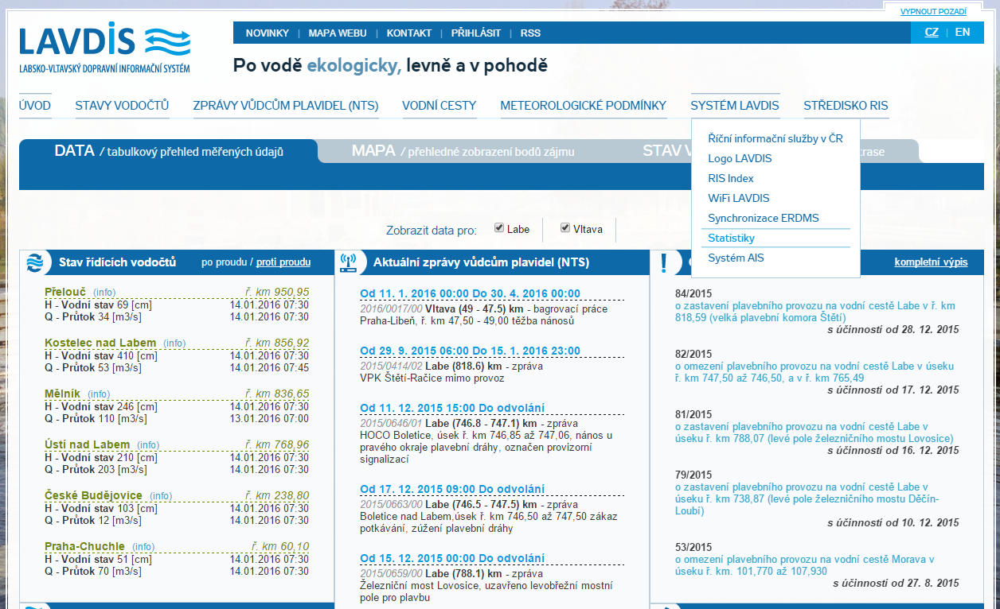 VYPNOUT POZADÍ
LAVDIS
LABSKO-VLTAVSKÝ DOPRAVNÍ INFORMAČNÍ SYSTÉM
NOVINKY | MAPA WEBU | KONTAKT | PŘIHLÁSIT | RSS
CZ | EN
Po vodě ekologicky, levně a v pohodě
ÚVOD STAVY VODOČTŮ ZPRÁVY VŮDCŮM PLAVIDEL (NTS) VODNÍ CESTY METEOROLOGICKÉ PODMÍNKY SYSTÉM LAVDIS STŘEDISKO RIS
Říční informační služby v ČR
Logo LAVDIS
RIS Index
WiFi LAVDIS
Synchronizace ERDMS
Statistiky
Systém AIS
DATA / tabulkový přehled měřených údajů
MAPA / přehledné zobrazení bodů zájmu
STAV V
trase
Zobrazit data pro: Labe Vltava
Stav řídících vodočtů po proudu / proti proudu
Přelouč (info) ř. km 950,95
H - Vodní stav 69 [cm] 14.01.2016 07:30
Q - Průtok 34 [m3/s] 14.01.2016 07:30
Kostelec nad Labem (info) ř. km 856,92
H - Vodní stav 410 [cm] 14.01.2016 07:30
Q - Průtok 53 [m3/s] 14.01.2016 07:45
Mělník (info) ř. km 836,65
H - Vodní stav 246 [cm] 14.01.2016 07:30
Q - Průtok 110 [m3/s] 13.01.2016 07:00
Ústí nad Labem (info) ř. km 768,96
H - Vodní stav 210 [cm] 14.01.2016 07:30
Q - Průtok 203 [m3/s] 14.01.2016 07:30
České Budějovice (info) ř. km 238,80
H - Vodní stav 103 [cm] 14.01.2016 07:30
Q - Průtok 12 [m3/s] 14.01.2016 07:30
Praha-Chuchle (info) ř. km 60,10
H - Vodní stav 51 [cm] 14.01.2016 07:30
Q - Průtok 70 [m3/s] 14.01.2016 07:30
Aktuální zprávy vůdcům plavidel (NTS)
Od 11. 1. 2016 00:00 Do 30. 4. 2016 00:00
2016/0017/00 Vltava (49 - 47.5) km - bagrovací práce
Praha-Libeň, ř. km 47,50 - 49,00 těžba nánosů
Od 29. 9. 2015 06:00 Do 15. 1. 2016 23:00
2015/0414/02 Labe (818.6) km - zpráva
VPK Štětí-Račice mimo provoz
Od 11. 12. 2015 15:00 Do odvolání
2015/0646/01 Labe (746.8 - 747.1) km - zpráva
HOCO Boletice, úsek ř. km 746,85 až 747,06, nános u
pravého okraje plavební dráhy, označen provizorní
signalizací
Od 17. 12. 2015 09:00 Do odvolání
2015/0663/00 Labe (746.5 - 747.5) km - zpráva
Boletice nad Labem,úsek ř. km 746,50 až 747,50 zákaz
potkávání, zúžení plavební dráhy
Od 15. 12. 2015 00:00 Do odvolání
2015/0659/00 Labe (788.1) km - zpráva
Železniční most Lovosice, uzavřeno levobřežní mostní
pole pro plavbu
kompletní výpis
84/2015
o zastavení plavebního provozu na vodní cestě Labe v ř. km
818,59 (velká plavební komora Štětí)
s účinností od 28. 12. 2015
82/2015
o omezení plavebního provozu na vodní cestě Labe v úseku
ř. km 747,50 až 746,50, a v ř. km 765,49
s účinností od 17. 12. 2015
81/2015
o zastavení plavebního provozu na vodní cestě Labe v
úseku ř. km 788,07 (levé pole železničního mostu Lovosice)
s účinností od 16. 12. 2015
79/2015
o zastavení plavebního provozu na vodní cestě Labe v
úseku ř. km 738,87 (levé pole železničního mostu Děčín-
Loubí)
s účinností od 10. 12. 2015
53/2015
o omezení plavebního provozu na vodní cestě Morava v
úseku ř. km. 101,770 až 107,930
s účinností od 27. 8. 2015